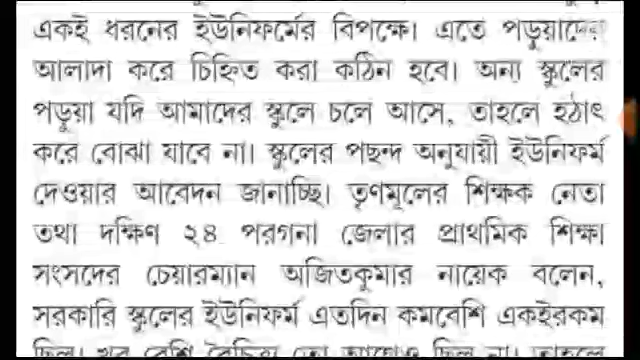 একই ধরনের ইউনিফর্মের বিপক্ষে। এতে পড়ুয়াদের
আলাদা করে চিহ্নিত করা কঠিন হবে। অন্য স্কুলের
পড়ুয়া যদি আমাদের স্কুলে চলে আসে, তাহলে হঠাৎ
করে বোঝা যাবে না। স্কুলের পছন্দ অনুযায়ী ইউনিফর্ম
দেওয়ার আবেদন জানাচ্ছি। তৃণমূলের শিক্ষক নেতা
তথা দক্ষিণ ২৪ পরগনা জেলার প্রাথমিক শিক্ষা
সংসদের চেয়ারম্যান অজিতকুমার নায়েক বলেন,
সরকারি স্কুলের ইউনিফর্ম এতদিন কমবেশি একইরকম
ছিল। খুব বেশি বৈচিত্র্য তো আগেও ছিল না। তাহলে